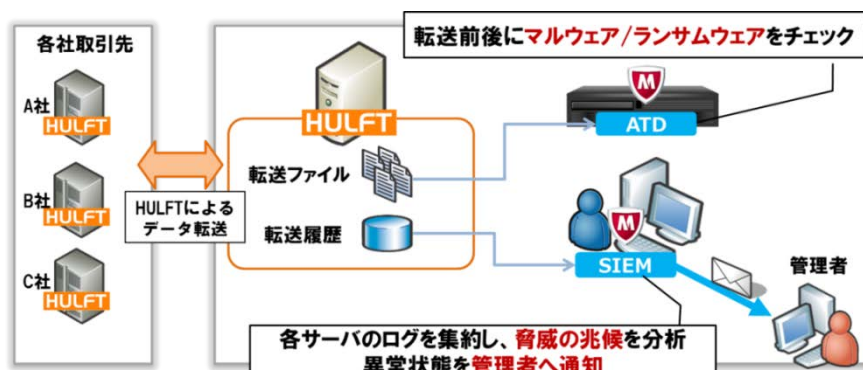 各社取引先
A社
HULFT
B社
HULFT
C社
HULFT
HULFTによる
データ転送
HULFT
転送ファイル
転送履歴
転送前後にマルウェア/ランサムウェアをチェック
M
ATD
M
SIEM
管理者
各サーバのログを集約し、脅威の兆候を分析
異常状態を管理者へ通知